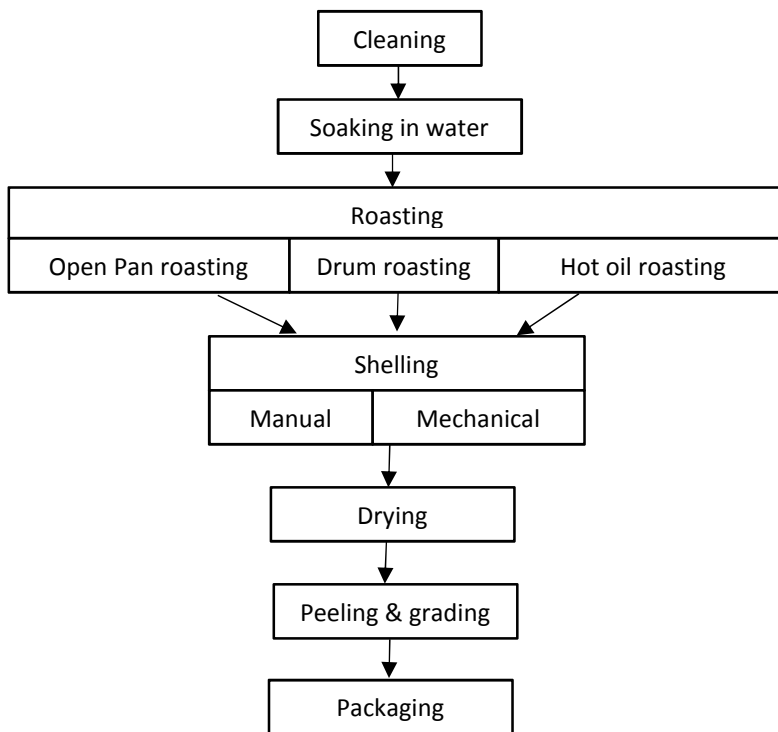 Cleaning
Soaking in water
Roasting
Open Pan roasting
Drum roasting
Hot oil roasting
Shelling
Manual
Mechanical
Drying
Peeling & grading
Packaging